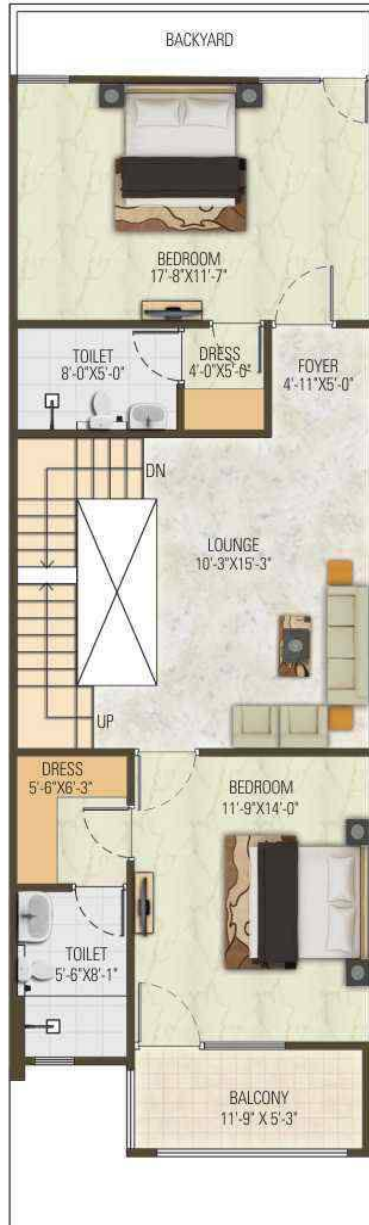 BACKYARD
BEDROOM
17'-8"X11'-7"
TOILET
8'-0"X5'-0"
DRESS
4'-0"X5'-6"
FOYER
4'-11"X5'-0"
DN
LOUNGE
10'-3"X15'-3"
UP
DRESS
5'-6"X6'-3"
BEDROOM
11'-9"X14'-0"
TOILET
5'-6"X8'-1"
BALCONY
11'-9" X 5'-3"